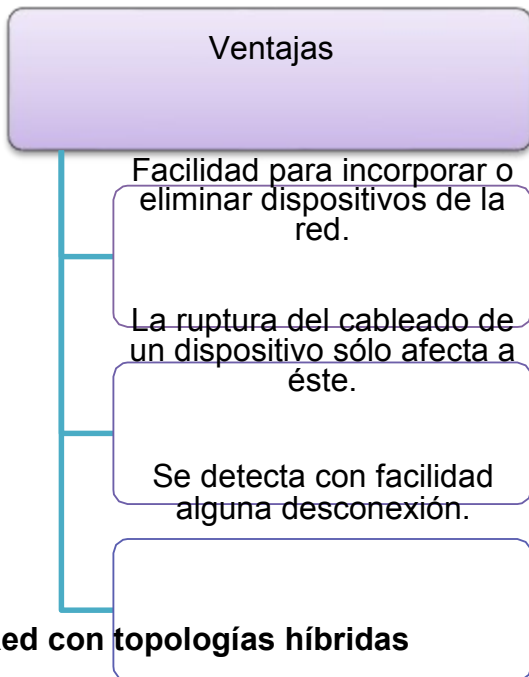 Ventajas
Facilidad para incorporar o
eliminar dispositivos de la
red.
La ruptura del cableado de
un dispositivo sólo afecta a
éste.
Se detecta con facilidad
alguna desconexión.
ed con topologías híbridas